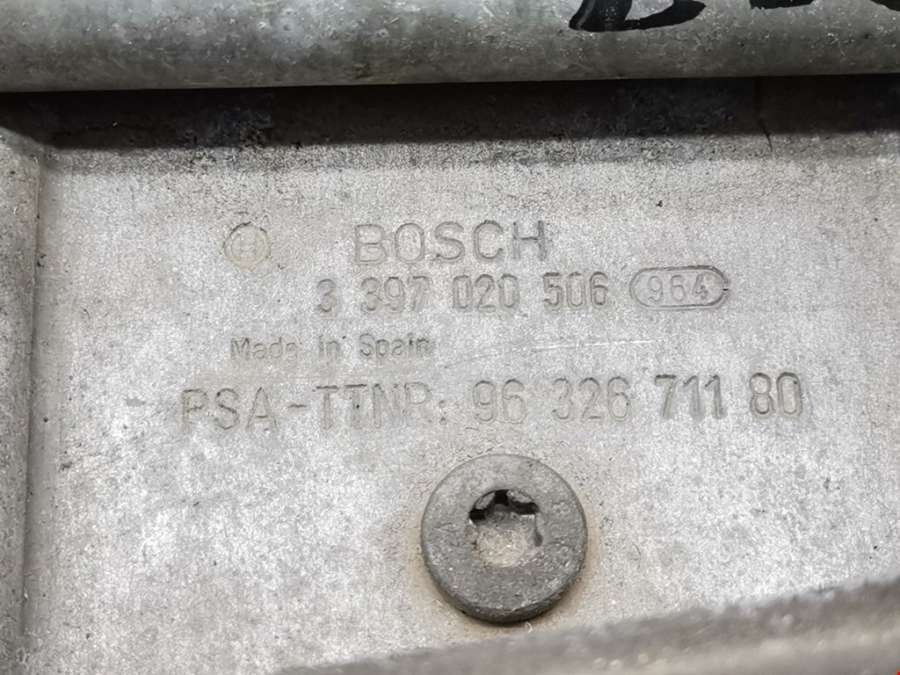 BOSCH
3 397 020 506 964
Made in Spain
PSA-TTNR. 96 326 711 80